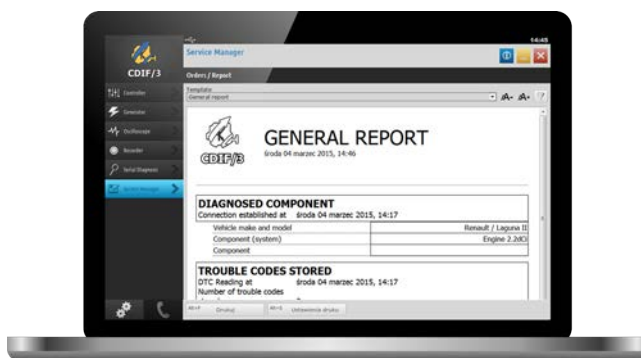 14:45
Service Manager
CDIF/3
Orders / Report
Template
General report
A- A+ ?
Controller
Generator
Oscilloscope
Recorder
Serial Diagnosis
Service Manager
CDIF/3
GENERAL REPORT
środa 04 marzec 2015, 14:46
DIAGNOSED COMPONENT
Connection established at środa 04 marzec 2015, 14:17
Vehicle make and model Renault / Laguna II
Component (system) Engine 2.2dCi
Component
TROUBLE CODES STORED
DTC Reading at środa 04 marzec 2015, 14:17
Number of trouble codes
Alt+P Drukuj
Ustawienia druku